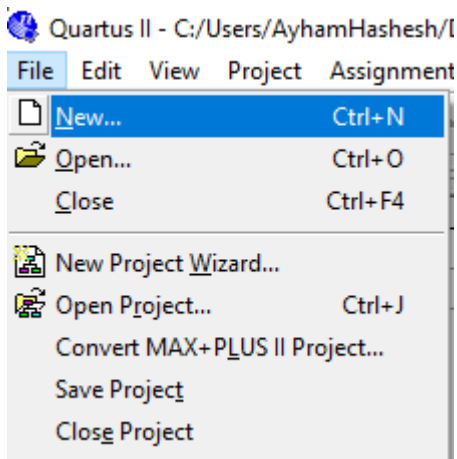 Quartus II - C:/Users/AyhamHashesh/
File Edit View Project Assignment
New... Ctrl+N
Open... Ctrl+O
Close Ctrl+F4
New Project Wizard...
Open Project... Ctrl+J
Convert MAX+PLUS II Project...
Save Project
Close Project